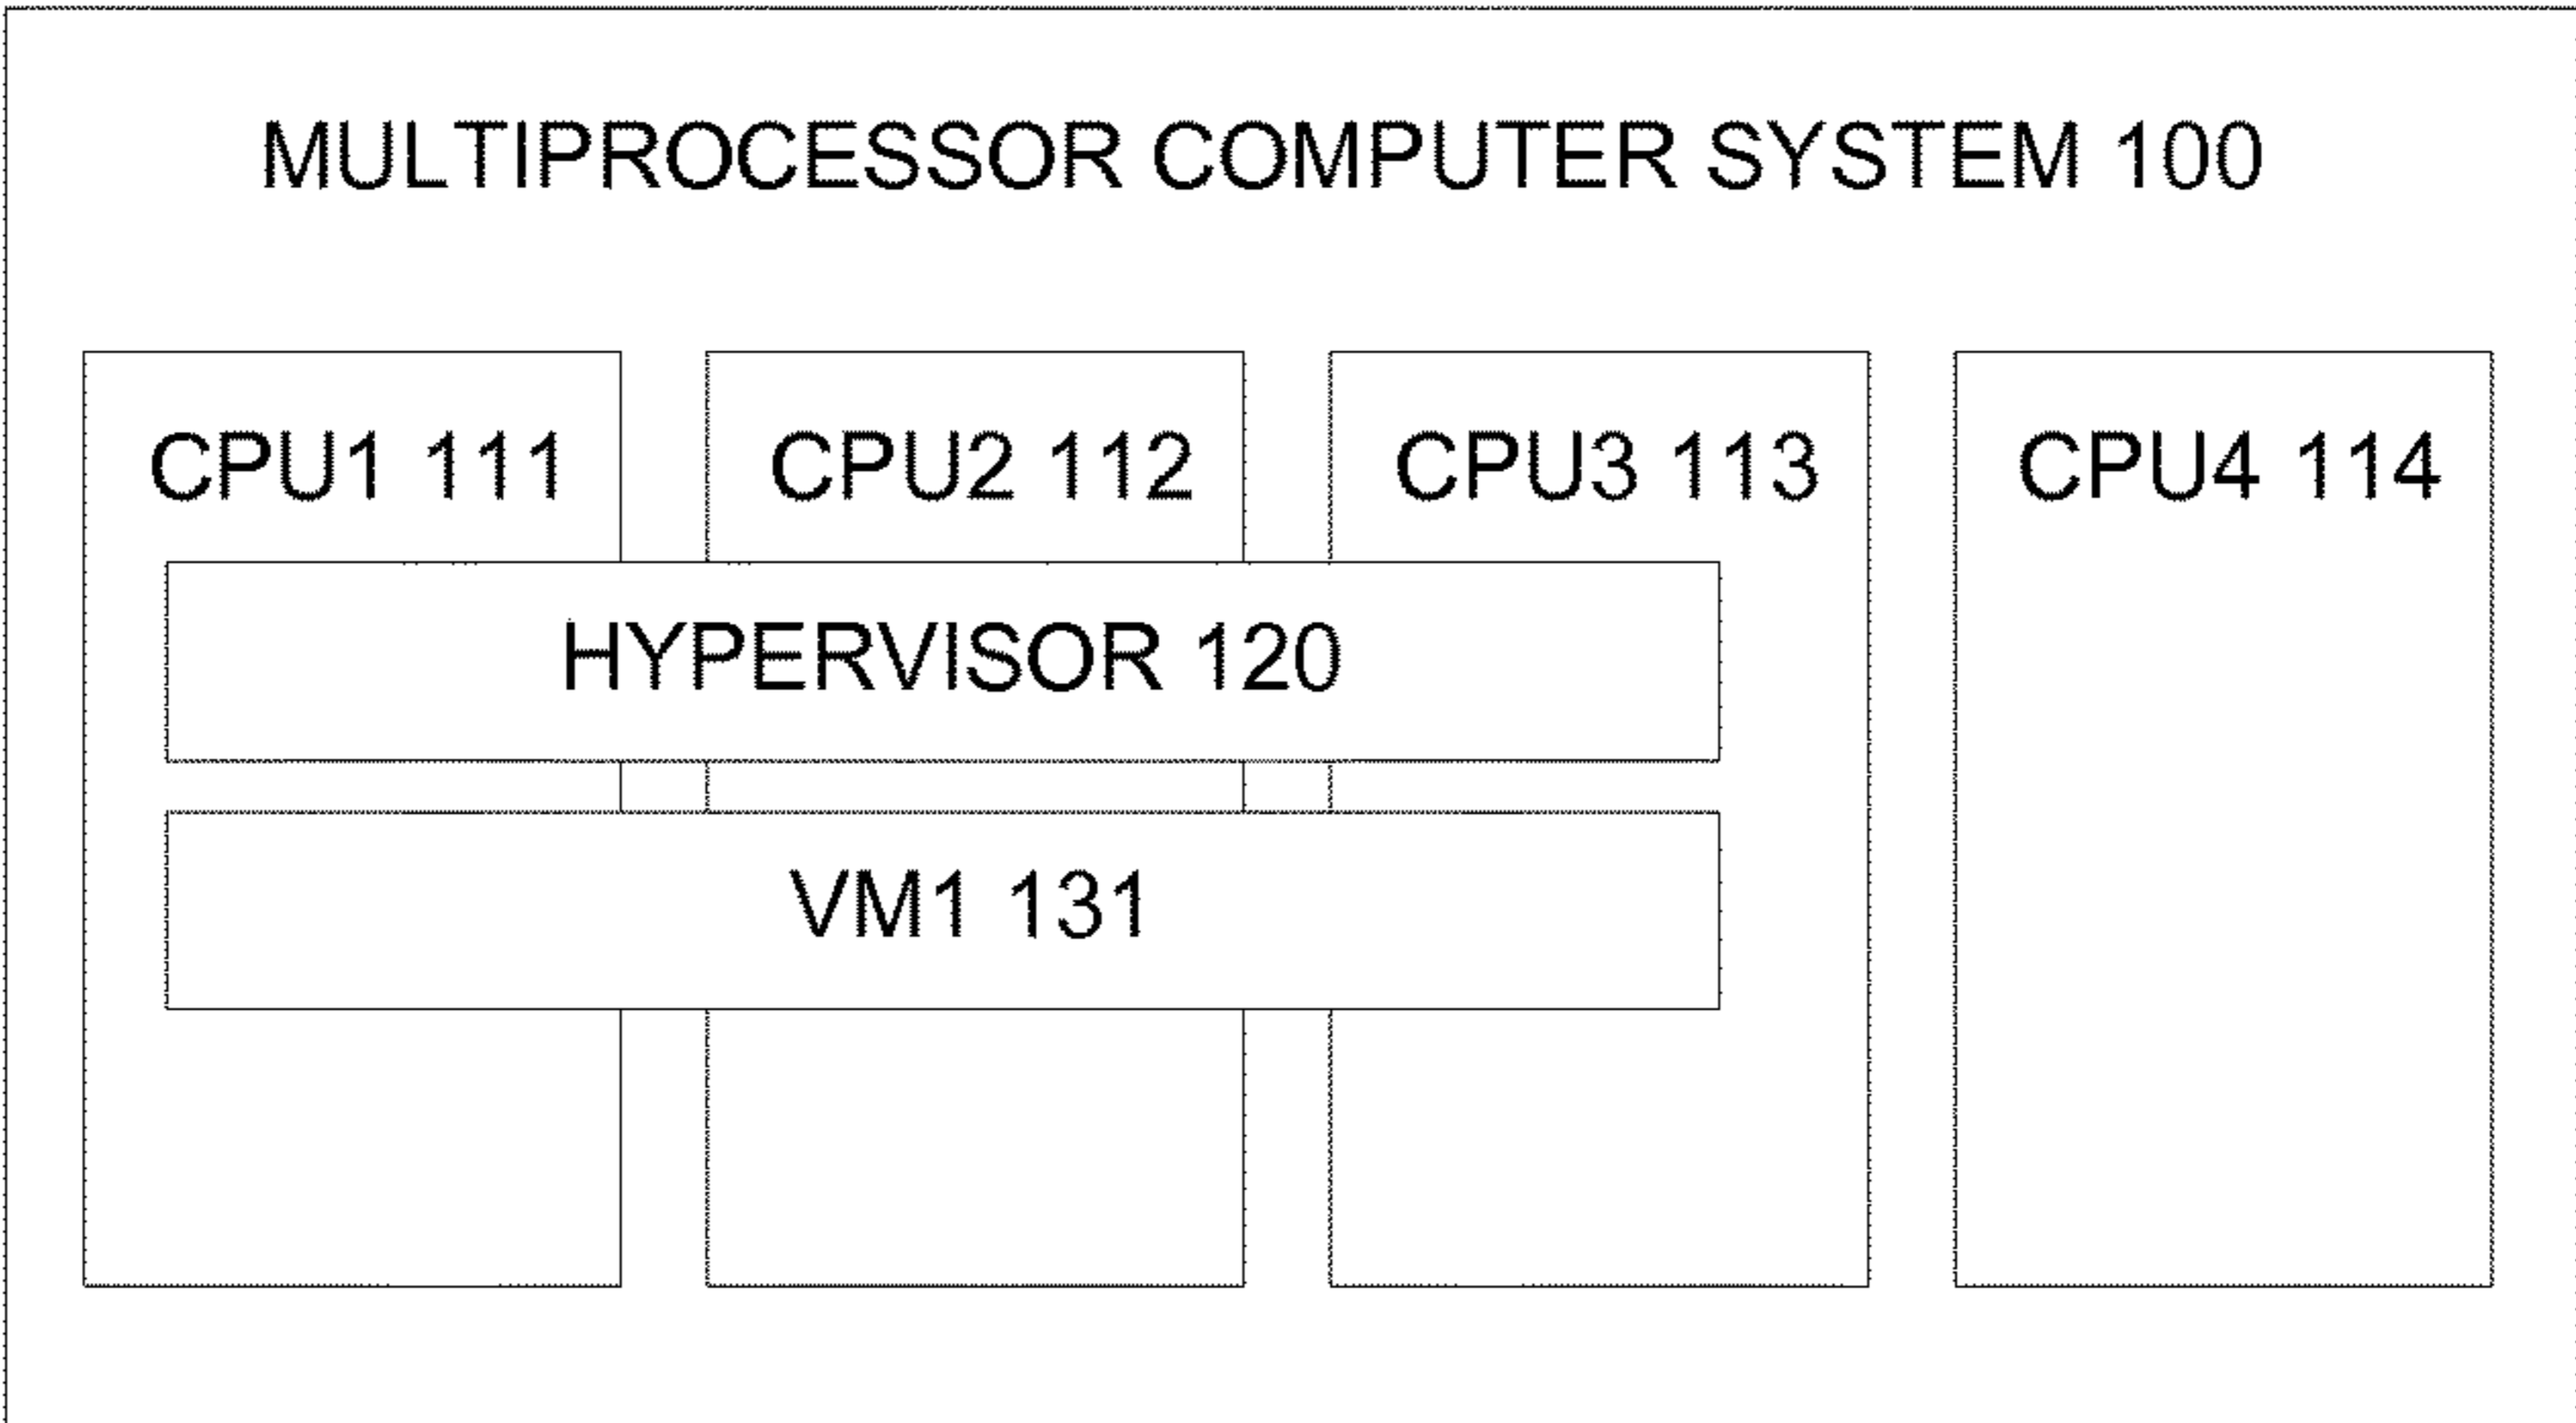 MULTIPROCESSOR COMPUTER SYSTEM 100
CPU1 111
CPU2 112
CPU3 113
CPU4 114
HYPERVISOR 120
VM1 131